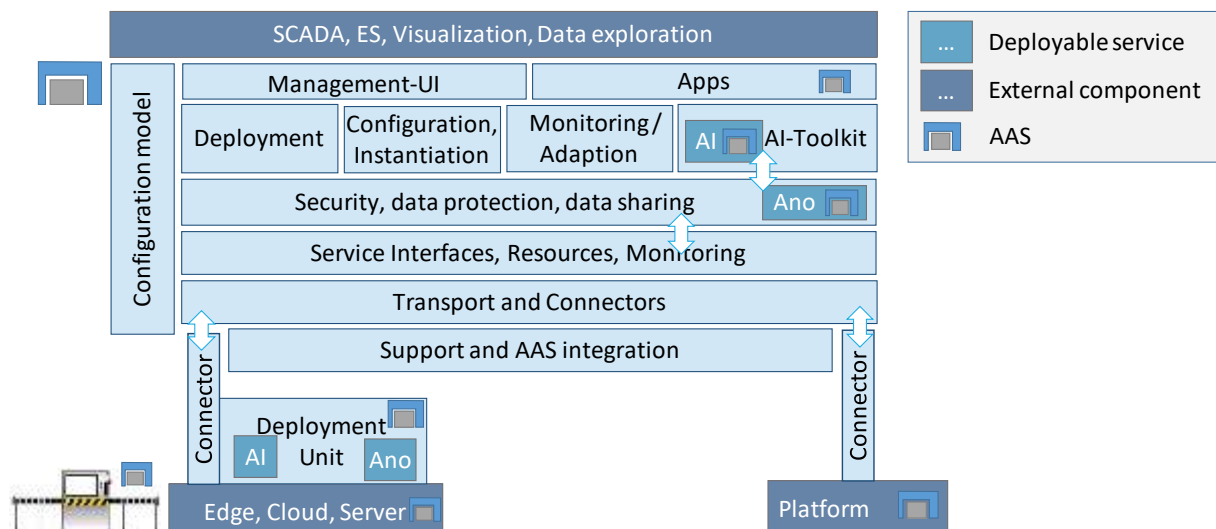 SCADA, ES, Visualization, Data exploration
Configuration model
Management-UI
Apps
Deployment
Configuration,
Instantiation
Monitoring/
Adaption
AI
AI-Toolkit
Security, data protection, data sharing
Ano
Service Interfaces, Resources, Monitoring
Transport and Connectors
Support and AAS integration
Connector
Deployment
Unit
AI
Ano
Connector
Edge, Cloud, Server
Platform
... Deployable service
... External component
AAS